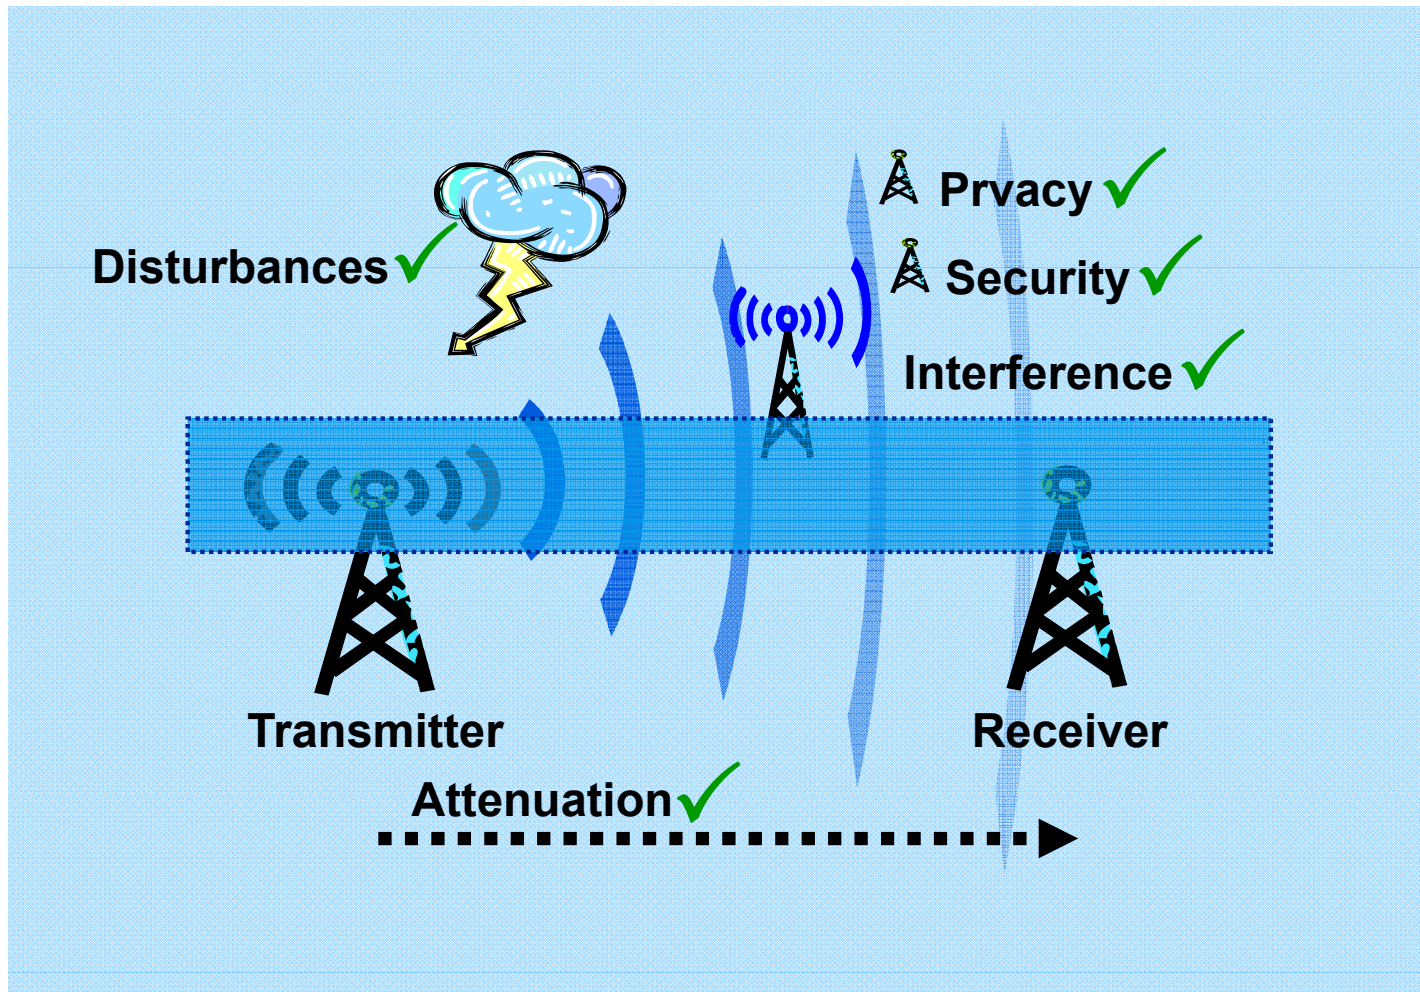 Prvacy
Disturbances
Security
Interference
Transmitter
Receiver
Attenuation